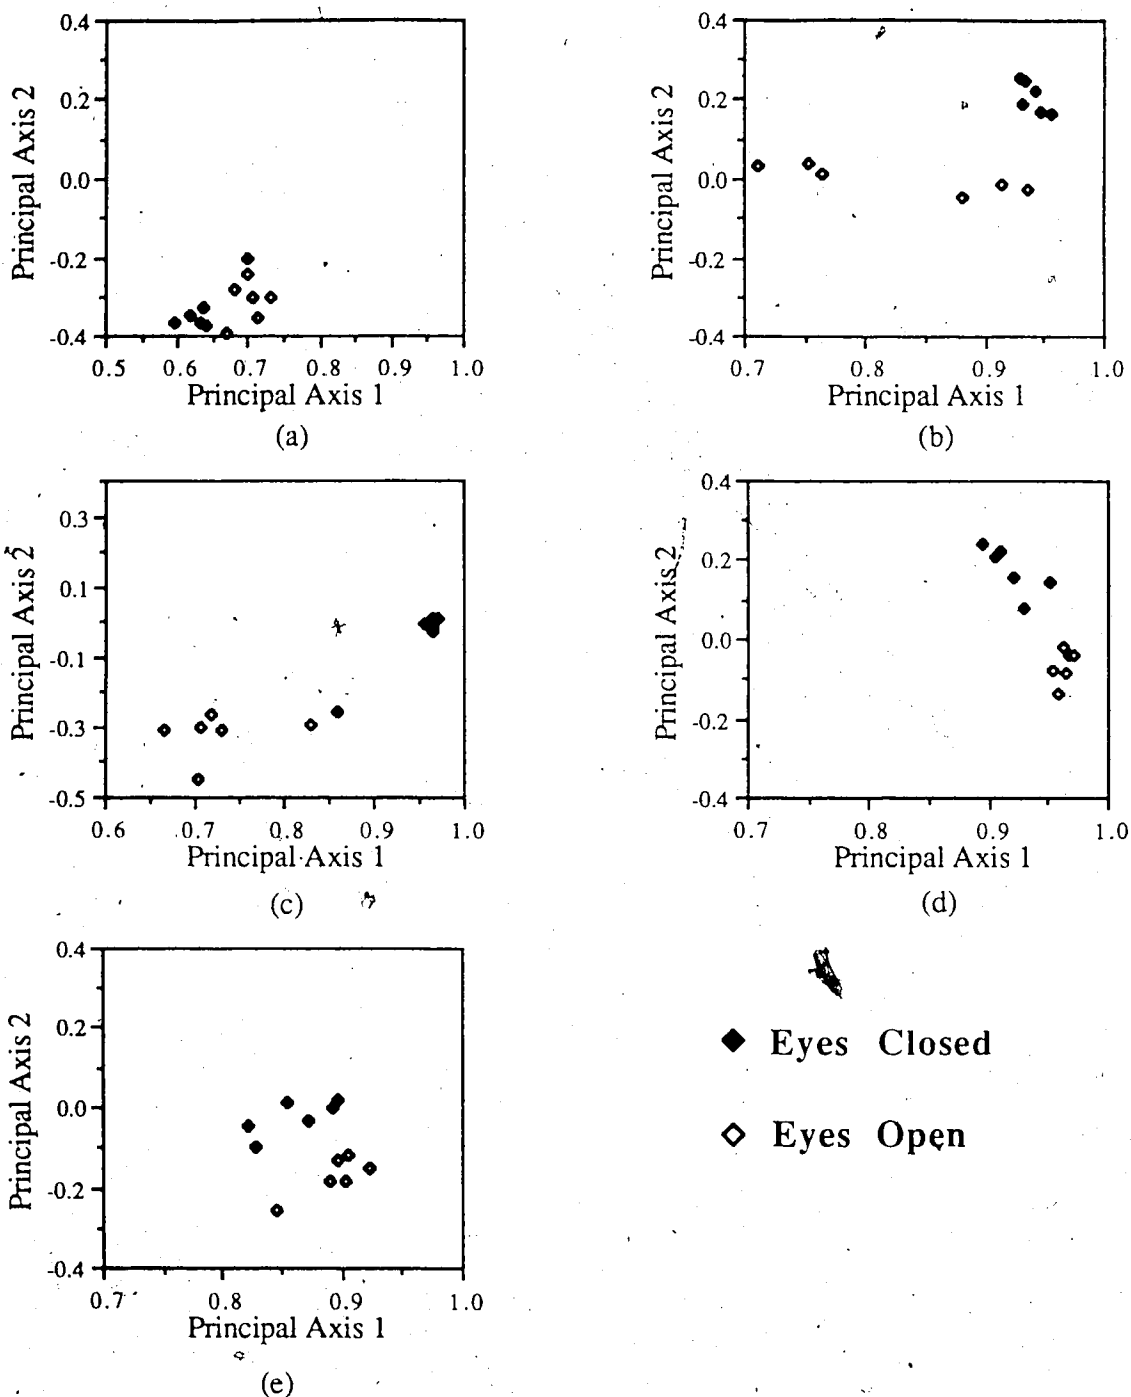 0.4
0.2
0.0
-0.2
-0.4
Principal Axis 2
0.5 0.6 0.7 0.8 0.9 1.0
Principal Axis 1
(a)
0.4
0.2
0.0
-0.2
-0.4
Principal Axis 2
0.7 0.8 0.9 1.0
Principal Axis 1
(b)
0.3
0.1
-0.1
-0.3
-0.5
Principal Axis 2
0.6 0.7 0.8 0.9 1.0
Principal Axis 1
(c)
0.4
0.2
0.0
-0.2
-0.4
Principal Axis 2
0.7 0.8 0.9 1.0
Principal Axis 1
(d)
0.4
0.2
0.0
-0.2
-0.4
Principal Axis 2
0.7 0.8 0.9 1.0
Principal Axis 1
(e)
Eyes Closed
Eyes Open